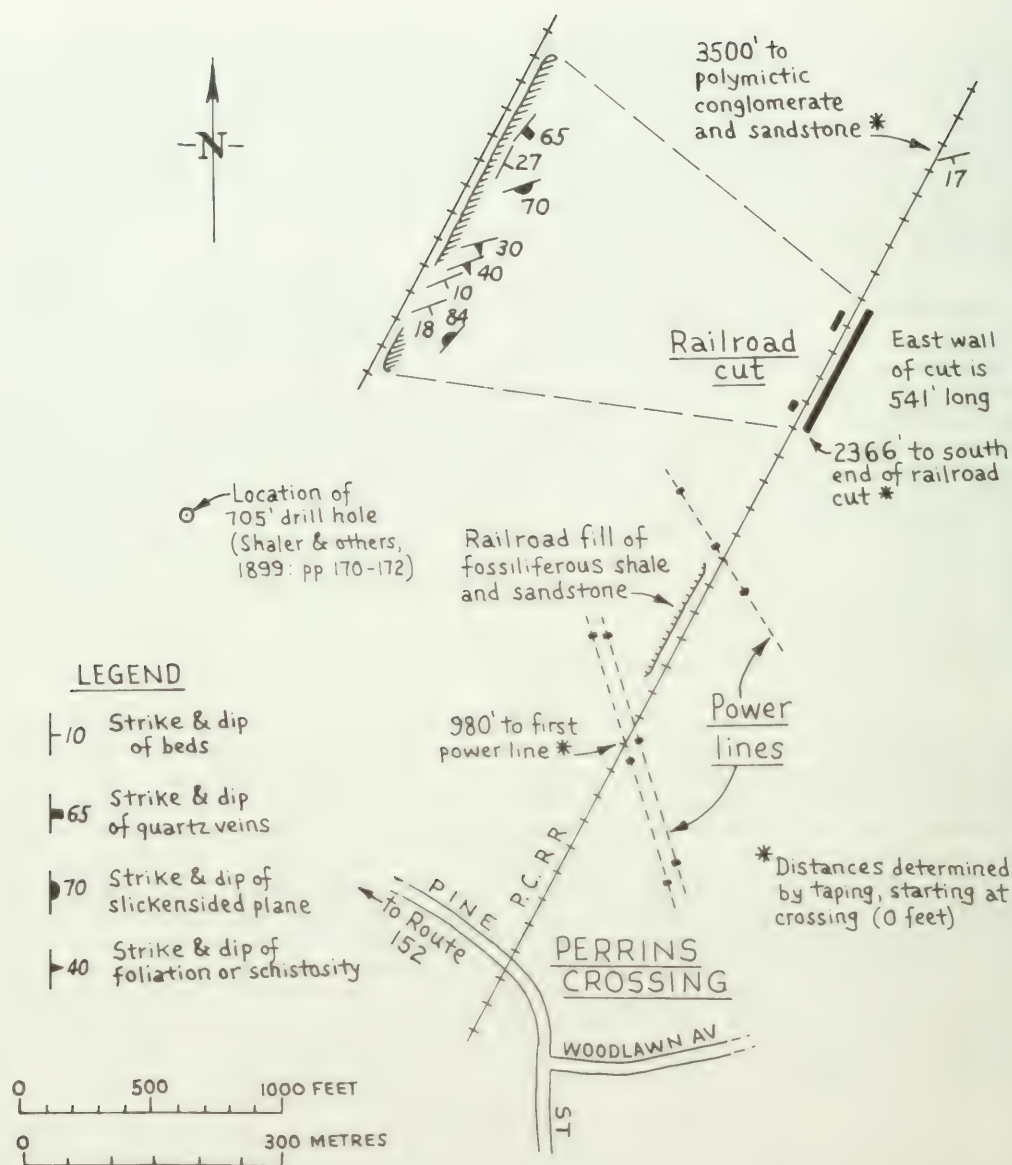 3500' to
polymictic
conglomerate
and sandstone *
17
N
65
27
70
30
40
10
18
84
Railroad
cut
East wall
of cut is
541' long
2366' to south
end of railroad
cut *
Location of
705' drill hole
(Shaler & others,
1899: pp 170-172)
Railroad fill of
fossiliferous shale
and sandstone
LEGEND
10 Strike & dip
of beds
65 Strike & dip
of quartz veins
70 Strike & dip of
slickensided plane
40 Strike & dip of
foliation or schistosity
980' to first
power line *
Power
lines
* Distances determined
by taping, starting at
crossing (0 feet)
P.C. RR
PINE
to Route
152
PERRINS
CROSSING
WOODLAWN AV
ST
0 500 1000 FEET
0 300 METRES